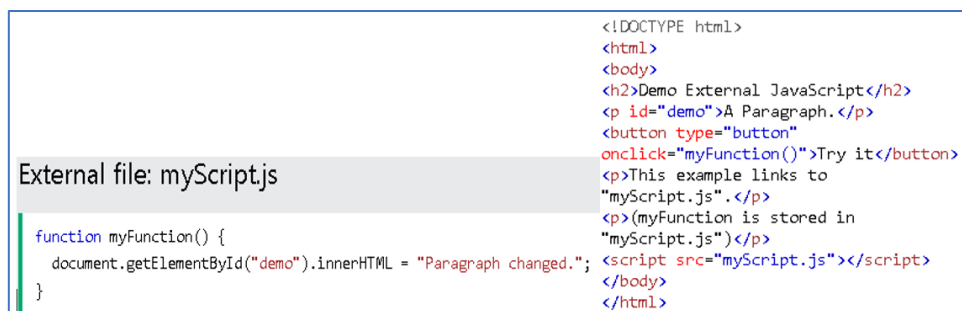 External file: myScript.js
function myFunction() {
  document.getElementById("demo").innerHTML = "Paragraph changed.";
}
<!DOCTYPE html>
<html>
<body>
<h2>Demo External JavaScript</h2>
<p id="demo">A Paragraph.</p>
<button type="button"
onclick="myFunction()">Try it</button>
<p>This example links to
"myScript.js".</p>
<p>(myFunction is stored in
"myScript.js")</p>
<script src="myScript.js"></script>
</body>
</html>